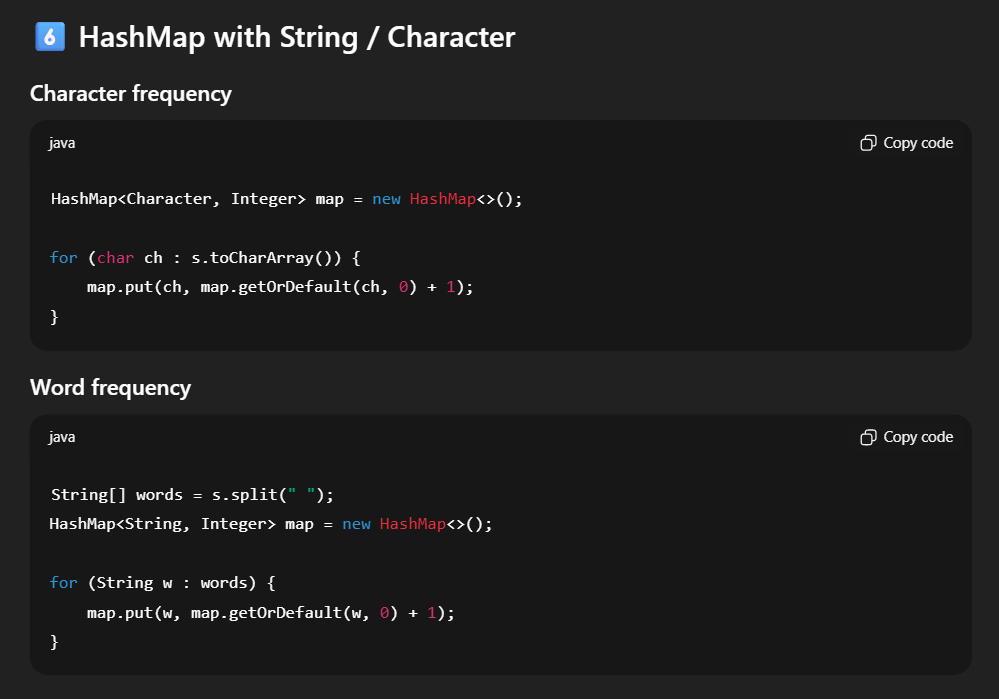 6 HashMap with String / Character
Character frequency
java
Copy code
HashMap<Character, Integer> map = new HashMap<>();
for (char ch : s.toCharArray()) {
    map.put(ch, map.getOrDefault(ch, 0) + 1);
}
Word frequency
java
Copy code
String[] words = s.split(" ");
HashMap<String, Integer> map = new HashMap<>();
for (String w : words) {
    map.put(w, map.getOrDefault(w, 0) + 1);
}